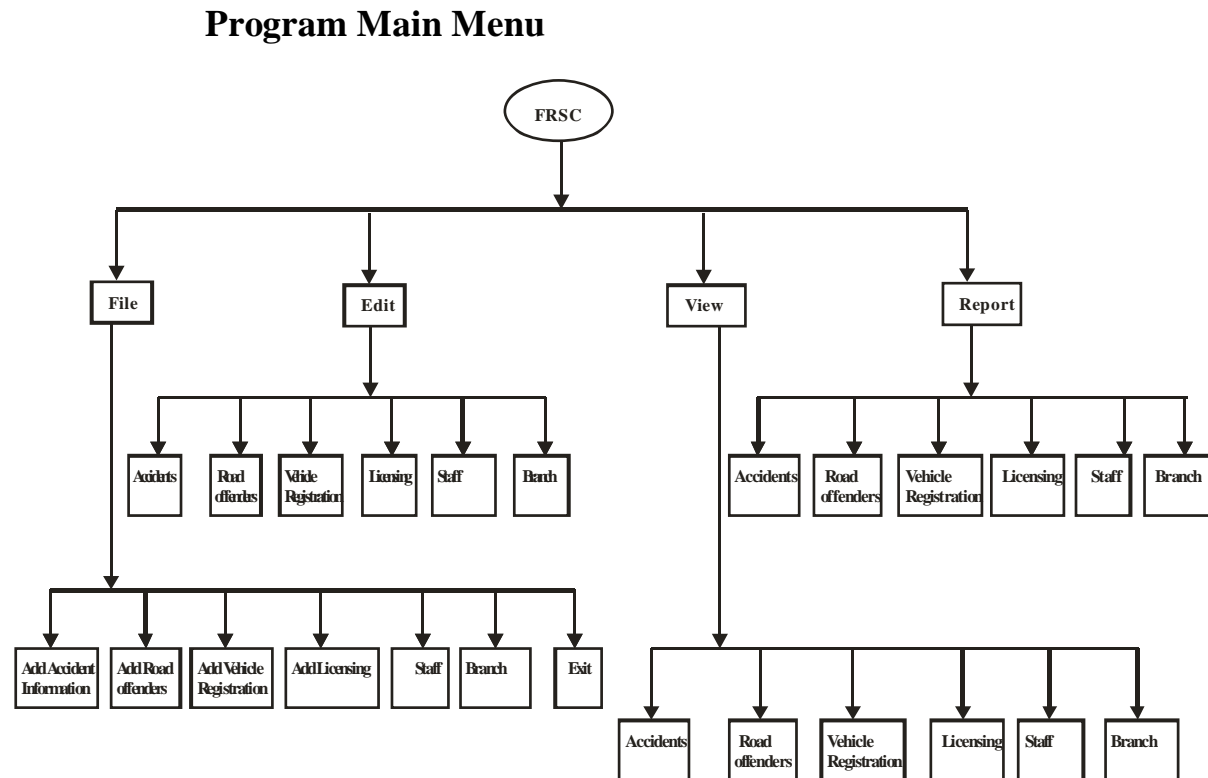 Program Main Menu
FRSC
File
Edit
View
Report
Accidents
Road
offenders
Vehicle
Registration
Licensing
Staff
Branch
Accidents
Road
offenders
Vehicle
Registration
Licensing
Staff
Branch
Add Accident
Information
Add Road
offenders
Add Vehicle
Registration
Add Licensing
Staff
Branch
Exit
Accidents
Road
offenders
Vehicle
Registration
Licensing
Staff
Branch